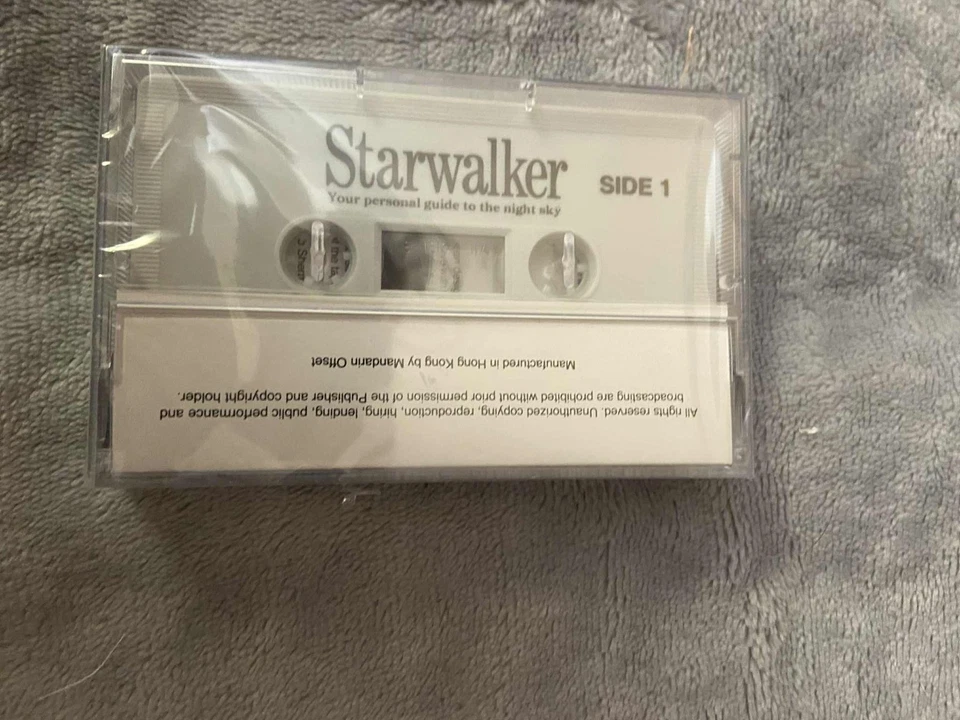 Starwalker
Your personal guide to the night sky
SIDE 1
All rights reserved. Unauthorized copying, reproduction, hiring, lending, public performance and
broadcasting are prohibited without prior permission of the Publisher and copyright holder.
Manufactured in Hong Kong by Mandarin Offset